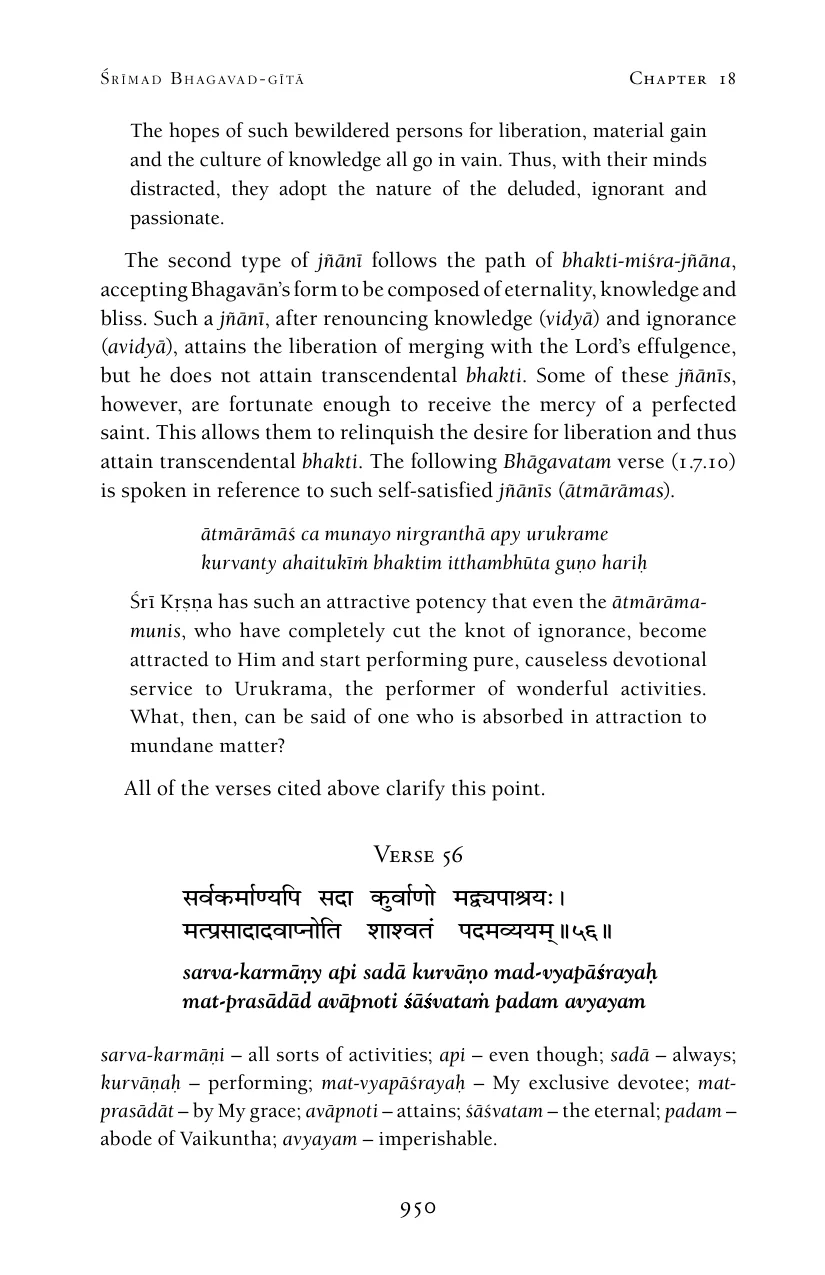 Śrīmad Bhagavad-gītā Chapter 18
The hopes of such bewildered persons for liberation, material gain
and the culture of knowledge all go in vain. Thus, with their minds
distracted, they adopt the nature of the deluded, ignorant and
passionate.
The second type of jñānī follows the path of bhakti-miśra-jñāna,
accepting Bhagavān’s form to be composed of eternality, knowledge and
bliss. Such a jñānī, after renouncing knowledge (vidyā) and ignorance
(avidyā), attains the liberation of merging with the Lord’s effulgence,
but he does not attain transcendental bhakti. Some of these jñānīs,
however, are fortunate enough to receive the mercy of a perfected
saint. This allows them to relinquish the desire for liberation and thus
attain transcendental bhakti. The following Bhāgavatam verse (1.7.10)
is spoken in reference to such self-satisfied jñānīs (ātmārāmas).
ātmārāmāś ca munayo nirgranthā apy urukrame
kurvanty ahaitukīṁ bhaktim itthambhūta guṇo hariḥ
Śrī Kṛṣṇa has such an attractive potency that even the ātmārāma-
munis, who have completely cut the knot of ignorance, become
attracted to Him and start performing pure, causeless devotional
service to Urukrama, the performer of wonderful activities.
What, then, can be said of one who is absorbed in attraction to
mundane matter?
All of the verses cited above clarify this point.
Verse 56
सर्वकर्माण्यपि सदा कुर्वाणो मद्व्यपाश्रयः।
मत्प्रसादादवाप्नोति शाश्वतं पदमव्ययम्॥५६॥
sarva-karmāṇy api sadā kurvāṇo mad-vyapāśrayaḥ
mat-prasādād avāpnoti śāśvataṁ padam avyayam
sarva-karmāṇi – all sorts of activities; api – even though; sadā – always;
kurvāṇaḥ – performing; mat-vyapāśrayaḥ – My exclusive devotee; mat-
prasādāt – by My grace; avāpnoti – attains; śāśvatam – the eternal; padam –
abode of Vaikuntha; avyayam – imperishable.
950